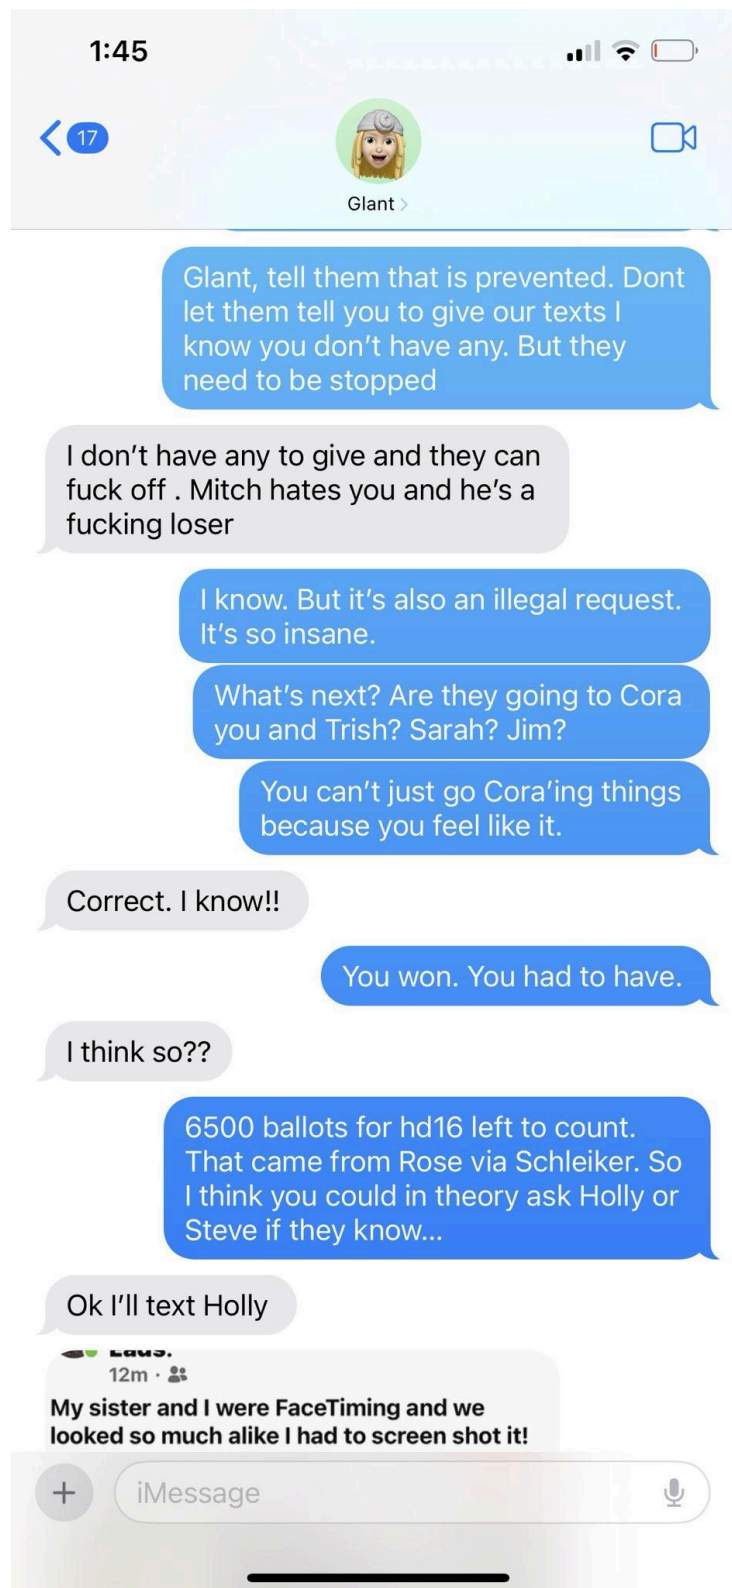 1:45
17
Glant
Glant, tell them that is prevented. Dont
let them tell you to give our texts I
know you don't have any. But they
need to be stopped
I don't have any to give and they can
fuck off . Mitch hates you and he's a
fucking loser
I know. But it's also an illegal request.
It's so insane.
What's next? Are they going to Cora
you and Trish? Sarah? Jim?
You can't just go Cora'ing things
because you feel like it.
Correct. I know!!
You won. You had to have.
I think so??
6500 ballots for hd16 left to count.
That came from Rose via Schleiker. So
I think you could in theory ask Holly or
Steve if they know...
Ok I'll text Holly
12m
My sister and I were FaceTiming and we
looked so much alike I had to screen shot it!
iMessage